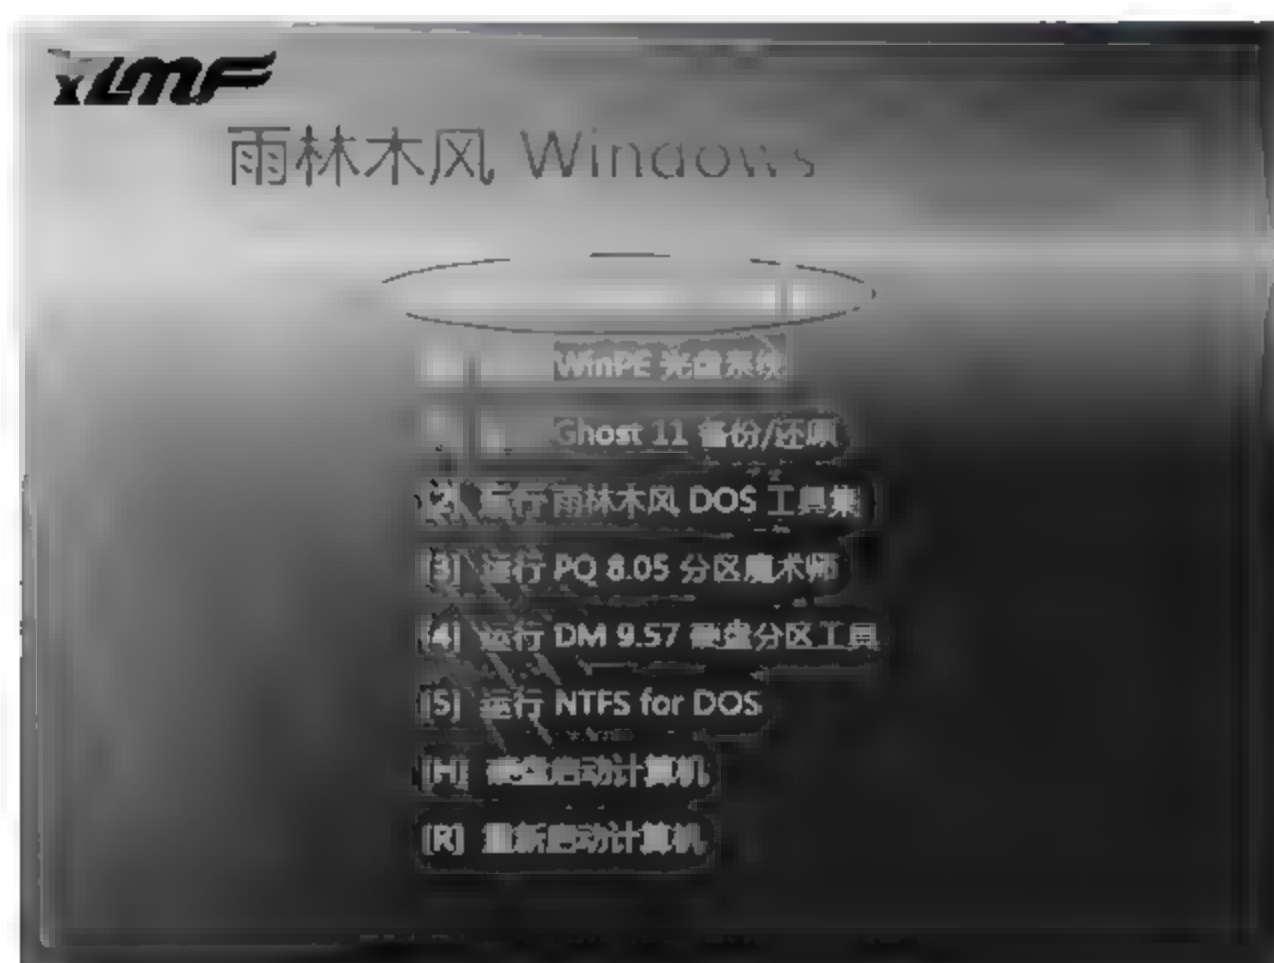 YLMF
雨林木风 Windows
WinPE 光盘系统
Ghost 11 备份/还原
[2] 运行 雨林木风 DOS 工具集
[3] 运行 PQ 8.05 分区魔术师
[4] 运行 DM 9.57 硬盘分区工具
[5] 运行 NTFS for DOS
[H] 硬盘启动计算机
[R] 重新启动计算机